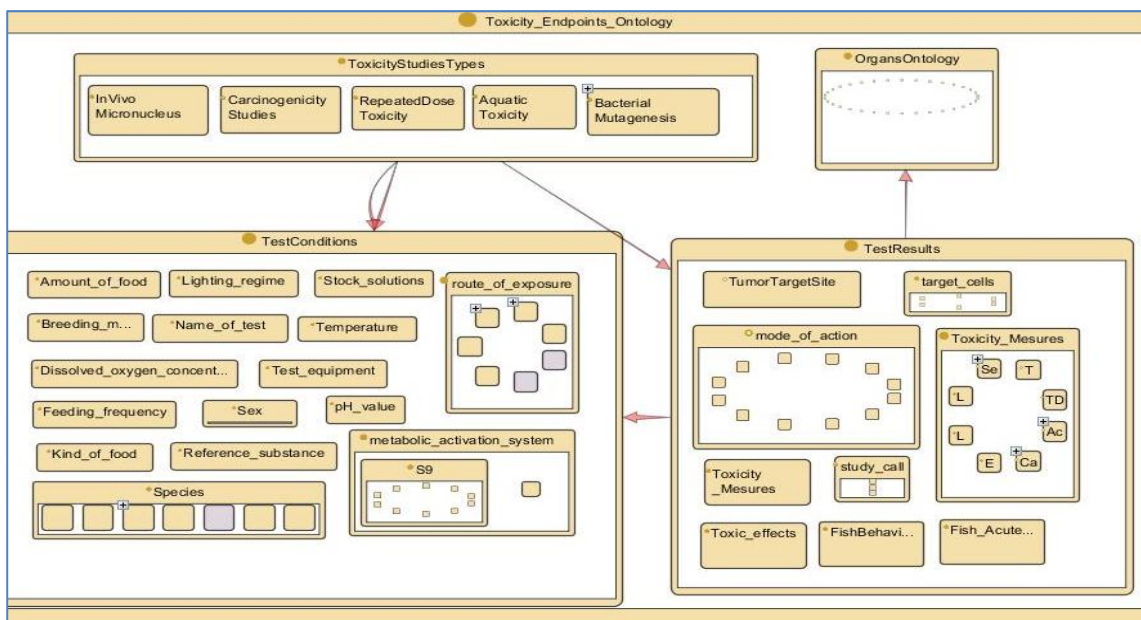 Toxicity_Endpoints_Ontology
ToxicityStudiesTypes
InVivo
Micronucleus
Carcinogenicity
Studies
RepeatedDose
Toxicity
Aquatic
Toxicity
Bacterial
Mutagenesis
OrgansOntology
TestConditions
Amount_of_food
Lighting_regime
Stock_solutions
route_of_exposure
Breeding_m...
Name_of_test
Temperature
Dissolved_oxygen_concent...
Test_equipment
Feeding_frequency
Sex
pH_value
Kind_of_food
Reference_substance
metabolic_activation_system
S9
Species
TestResults
TumorTargetSite
target_cells
mode_of_action
Toxicity_Mesures
Se
T
L
TD
L
Ac
E
Ca
Toxicity
_Mesures
study_call
Toxic_effects
FishBehavi...
Fish_Acute...